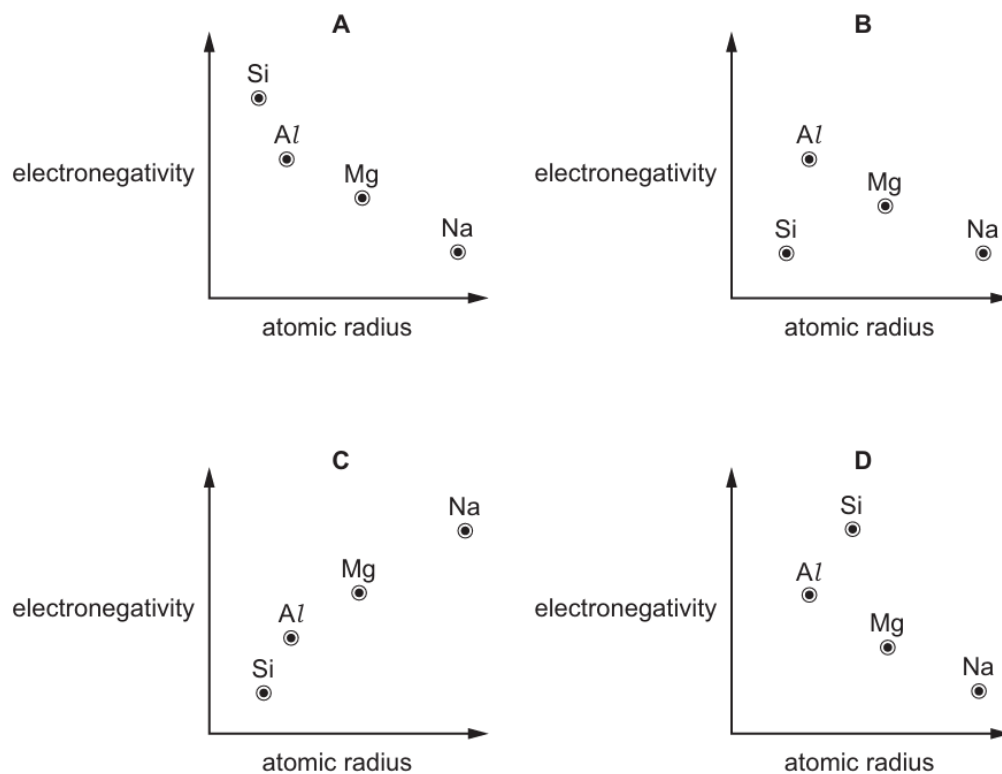 A
Si
Al
Mg
Na
electronegativity
atomic radius
B
Al
Mg
Si
Na
electronegativity
atomic radius
C
Na
Mg
Al
Si
electronegativity
atomic radius
D
Si
Al
Mg
Na
electronegativity
atomic radius